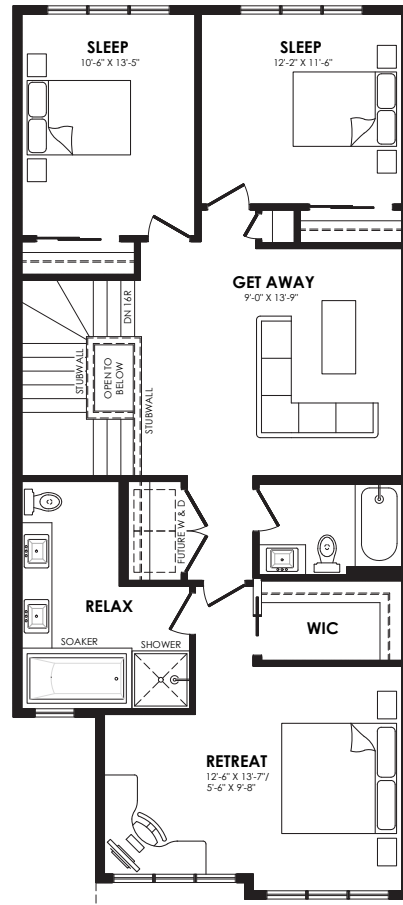 SLEEP
10'-6" X 13'-5"
SLEEP
12'-2" X 11'-6"
GET AWAY
9'-0" X 13'-9"
DN 16R
STUBWALL
OPEN TO
BELOW
STUBWALL
FUTURE W & D
RELAX
SOAKER
SHOWER
WIC
RETREAT
12'-6" X 13'-7"/
5'-6" X 9'-8"